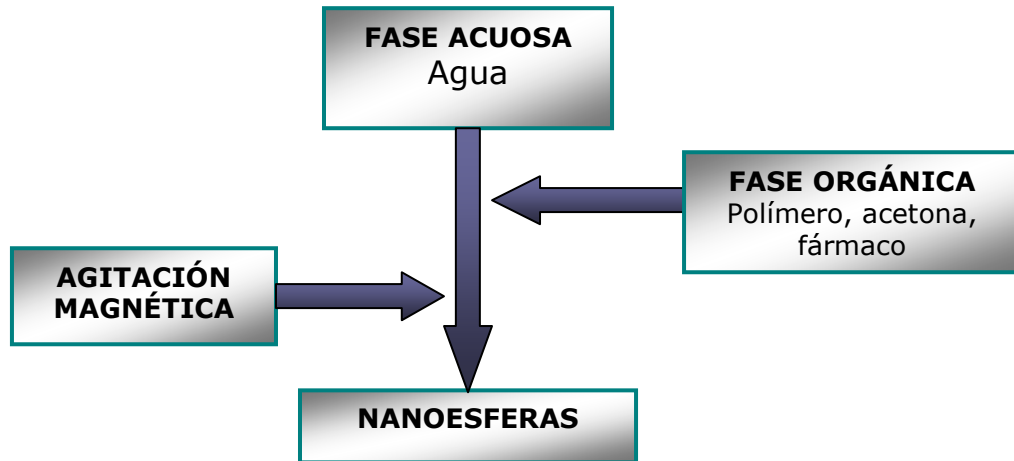 FASE ACUOSA
Agua
FASE ORGÁNICA
Polímero, acetona,
fármaco
AGITACIÓN
MAGNÉTICA
NANOESFERAS